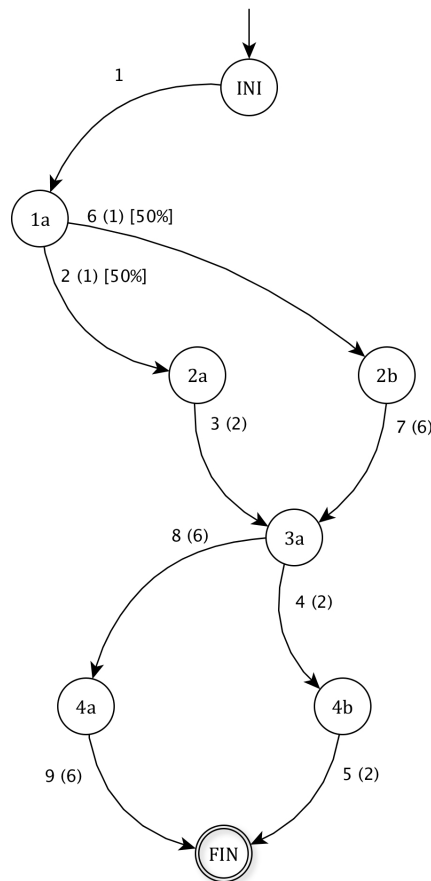 1
INI
1a
6 (1) [50%]
2 (1) [50%]
2a
2b
3 (2)
7 (6)
8 (6)
3a
4 (2)
4a
4b
9 (6)
5 (2)
FIN